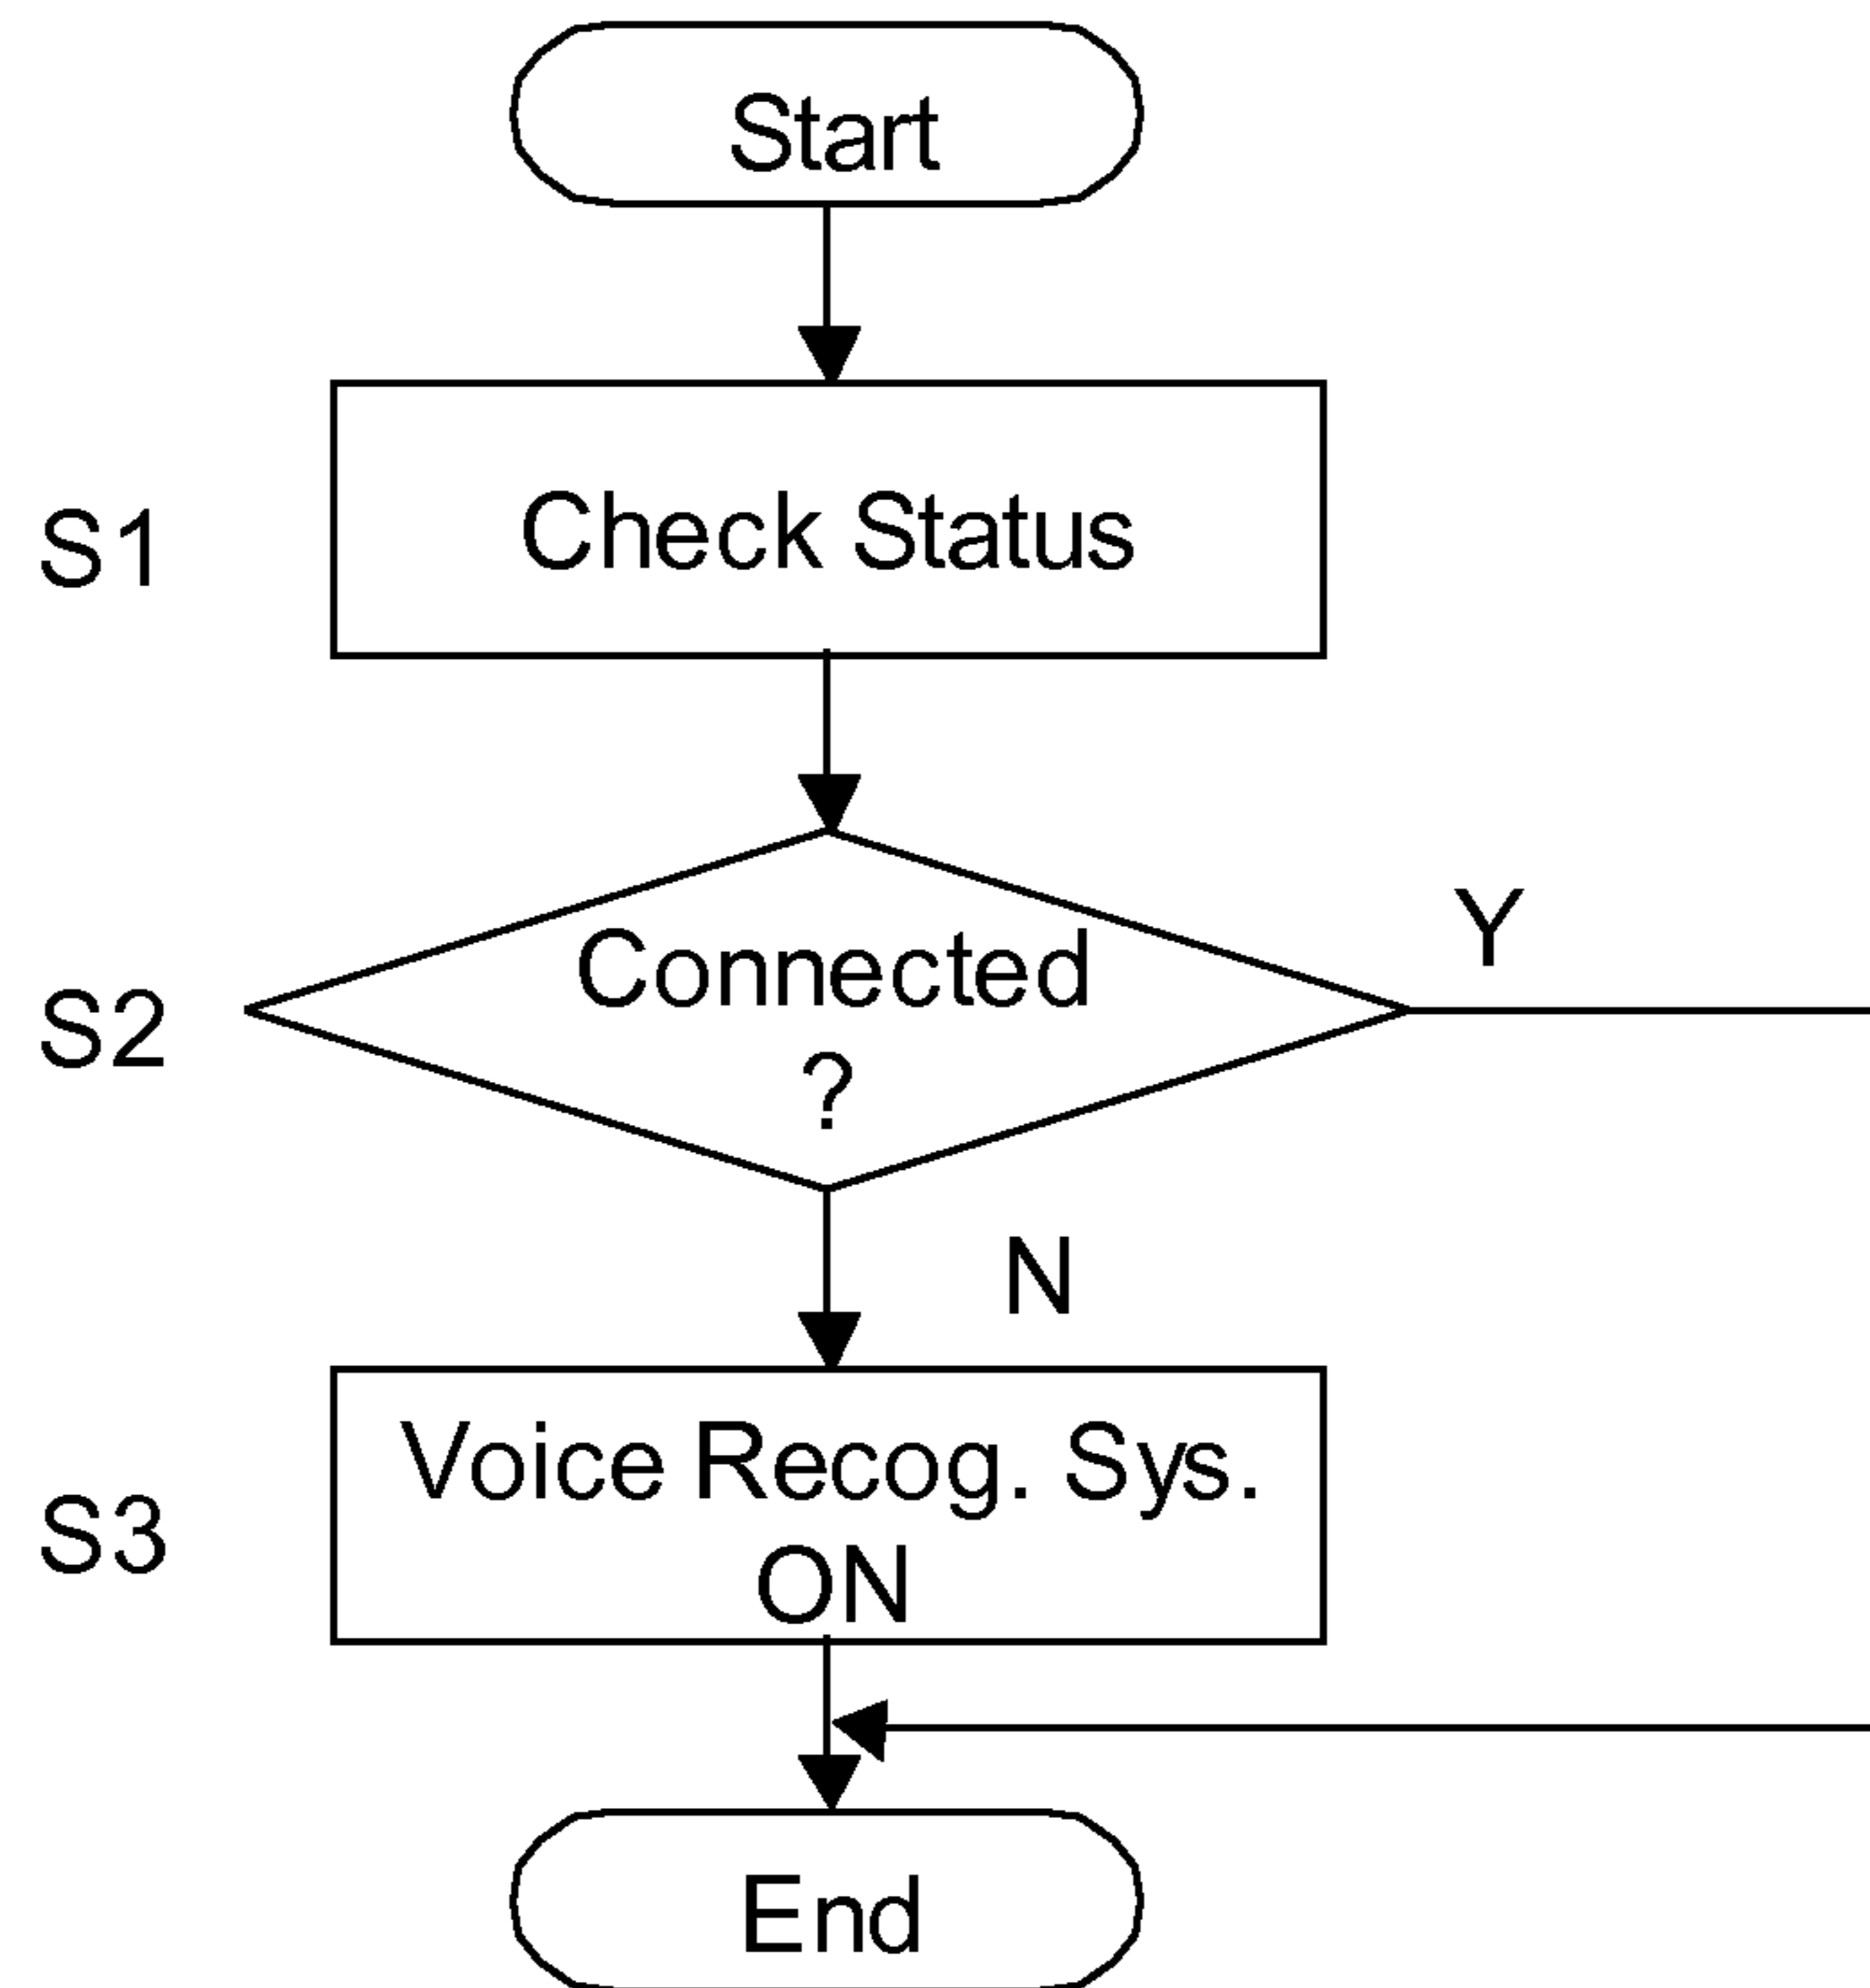 Start
S1
Check Status
S2
Connected
?
Y
N
S3
Voice Recog. Sys.
ON
End